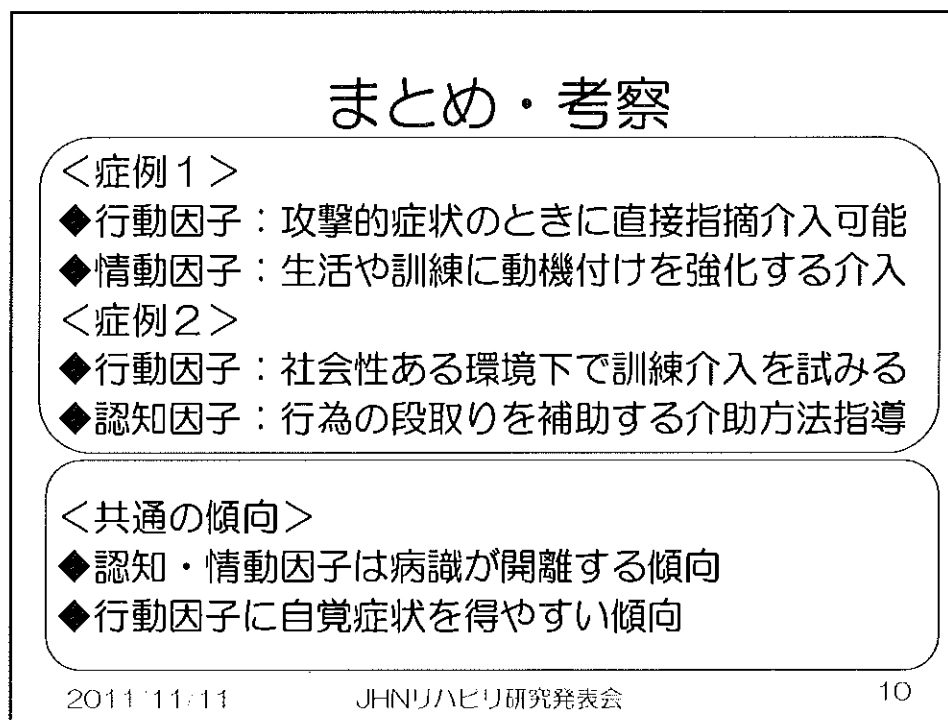 まとめ・考察
＜症例１＞
◆行動因子：攻撃的症状のときに直接指摘介入可能
◆情動因子：生活や訓練に動機付けを強化する介入
＜症例２＞
◆行動因子：社会性ある環境下で訓練介入を試みる
◆認知因子：行為の段取りを補助する介助方法指導
＜共通の傾向＞
◆認知・情動因子は病識が開離する傾向
◆行動因子に自覚症状を得やすい傾向
2011/11/11 JHNリハビリ研究発表会 10